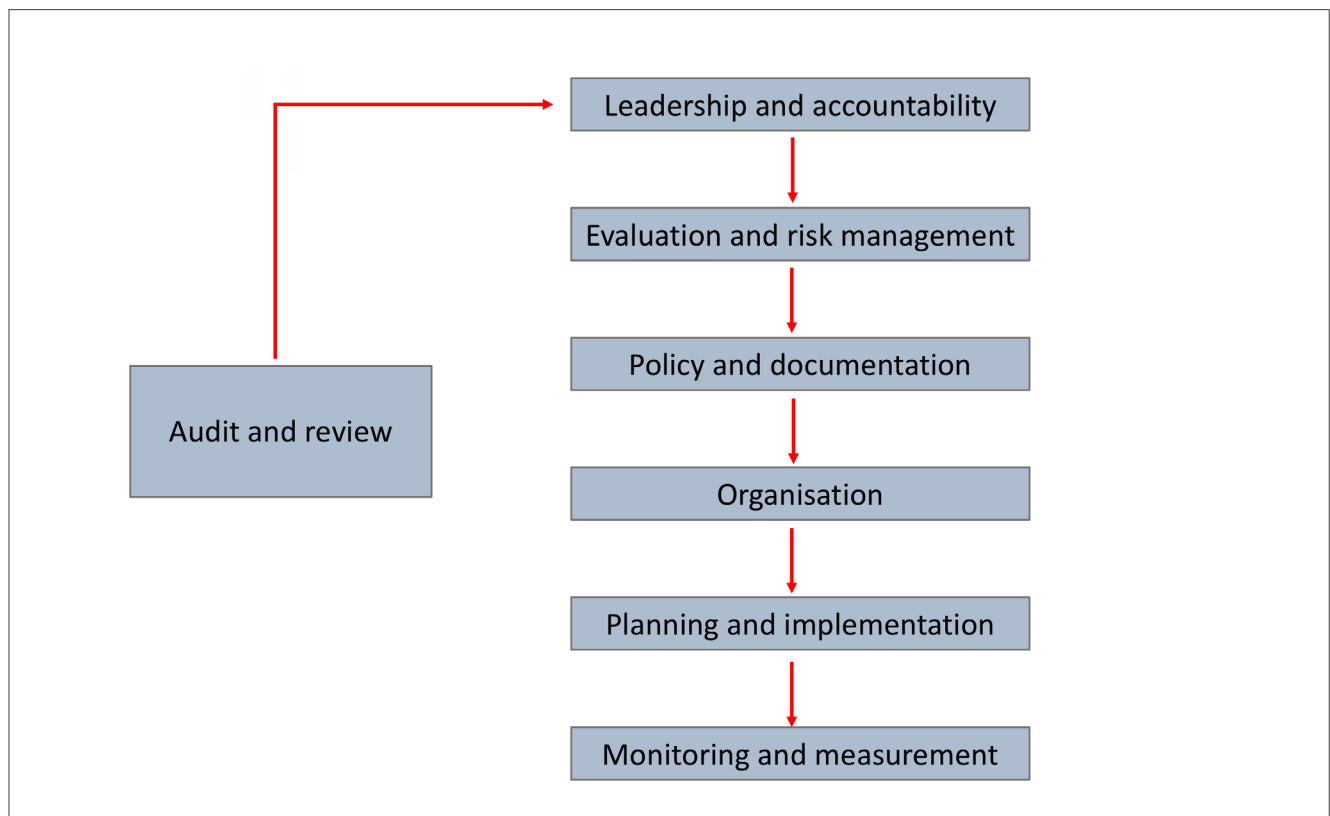 Leadership and accountability
Evaluation and risk management
Policy and documentation
Audit and review
Organisation
Planning and implementation
Monitoring and measurement